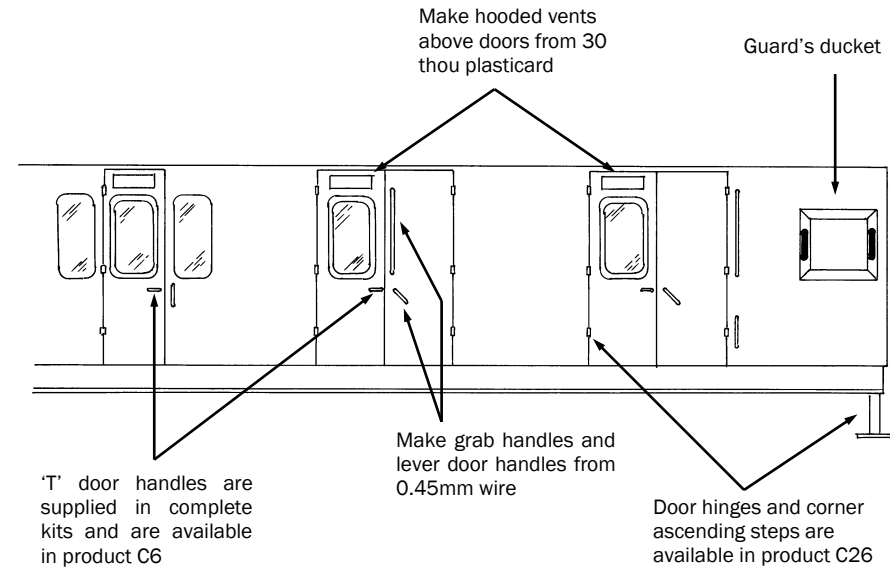 Make hooded vents
above doors from 30
thou plasticard
Guard’s ducket
Make grab handles and
lever door handles from
0.45mm wire
‘T’ door handles are
supplied in complete
kits and are available
in product C6
Door hinges and corner
ascending steps are
available in product C26